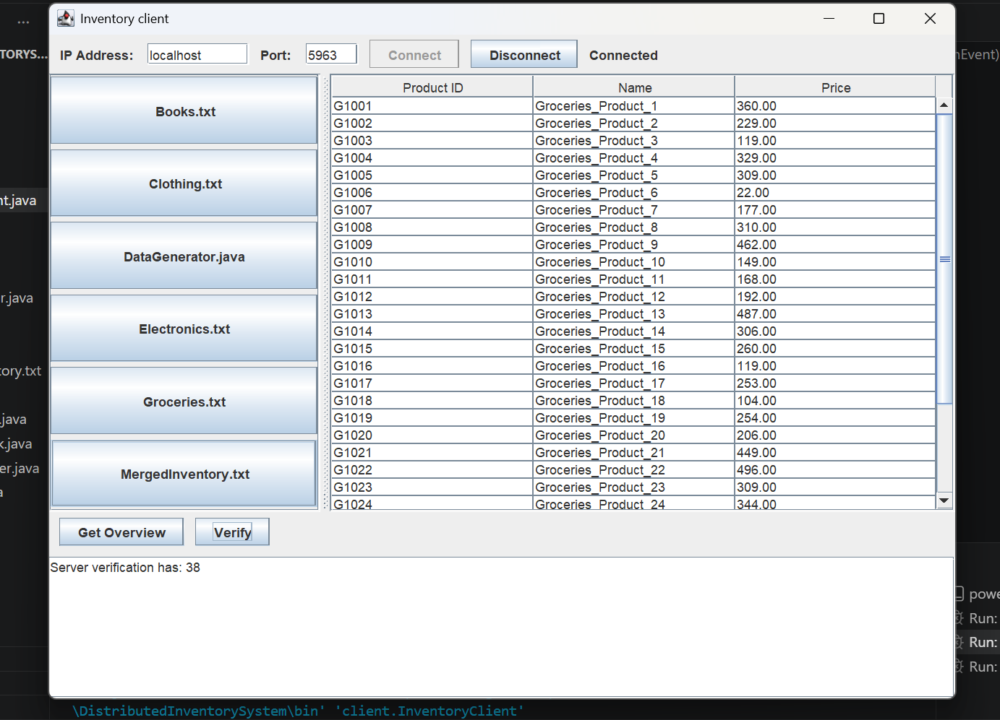 ...
Inventory client
TORYS...
IP Address: localhost Port: 5963 Connect Disconnect Connected
nEvent)
Books.txt
Clothing.txt
DataGenerator.java
Electronics.txt
Groceries.txt
MergedInventory.txt
Product ID Name Price
G1001 Groceries_Product_1 360.00
G1002 Groceries_Product_2 229.00
G1003 Groceries_Product_3 119.00
G1004 Groceries_Product_4 329.00
G1005 Groceries_Product_5 309.00
G1006 Groceries_Product_6 22.00
G1007 Groceries_Product_7 177.00
G1008 Groceries_Product_8 310.00
G1009 Groceries_Product_9 462.00
G1010 Groceries_Product_10 149.00
G1011 Groceries_Product_11 168.00
G1012 Groceries_Product_12 192.00
G1013 Groceries_Product_13 487.00
G1014 Groceries_Product_14 306.00
G1015 Groceries_Product_15 260.00
G1016 Groceries_Product_16 119.00
G1017 Groceries_Product_17 253.00
G1018 Groceries_Product_18 104.00
G1019 Groceries_Product_19 254.00
G1020 Groceries_Product_20 206.00
G1021 Groceries_Product_21 449.00
G1022 Groceries_Product_22 496.00
G1023 Groceries_Product_23 309.00
G1024 Groceries_Product_24 344.00
nt.java
r.java
tory.txt
.java
k.java
er.java
a
Get Overview Verify
Server verification has: 38
powe
Run:
Run:
Run:
\DistributedInventorySystem\bin' 'client.InventoryClient'